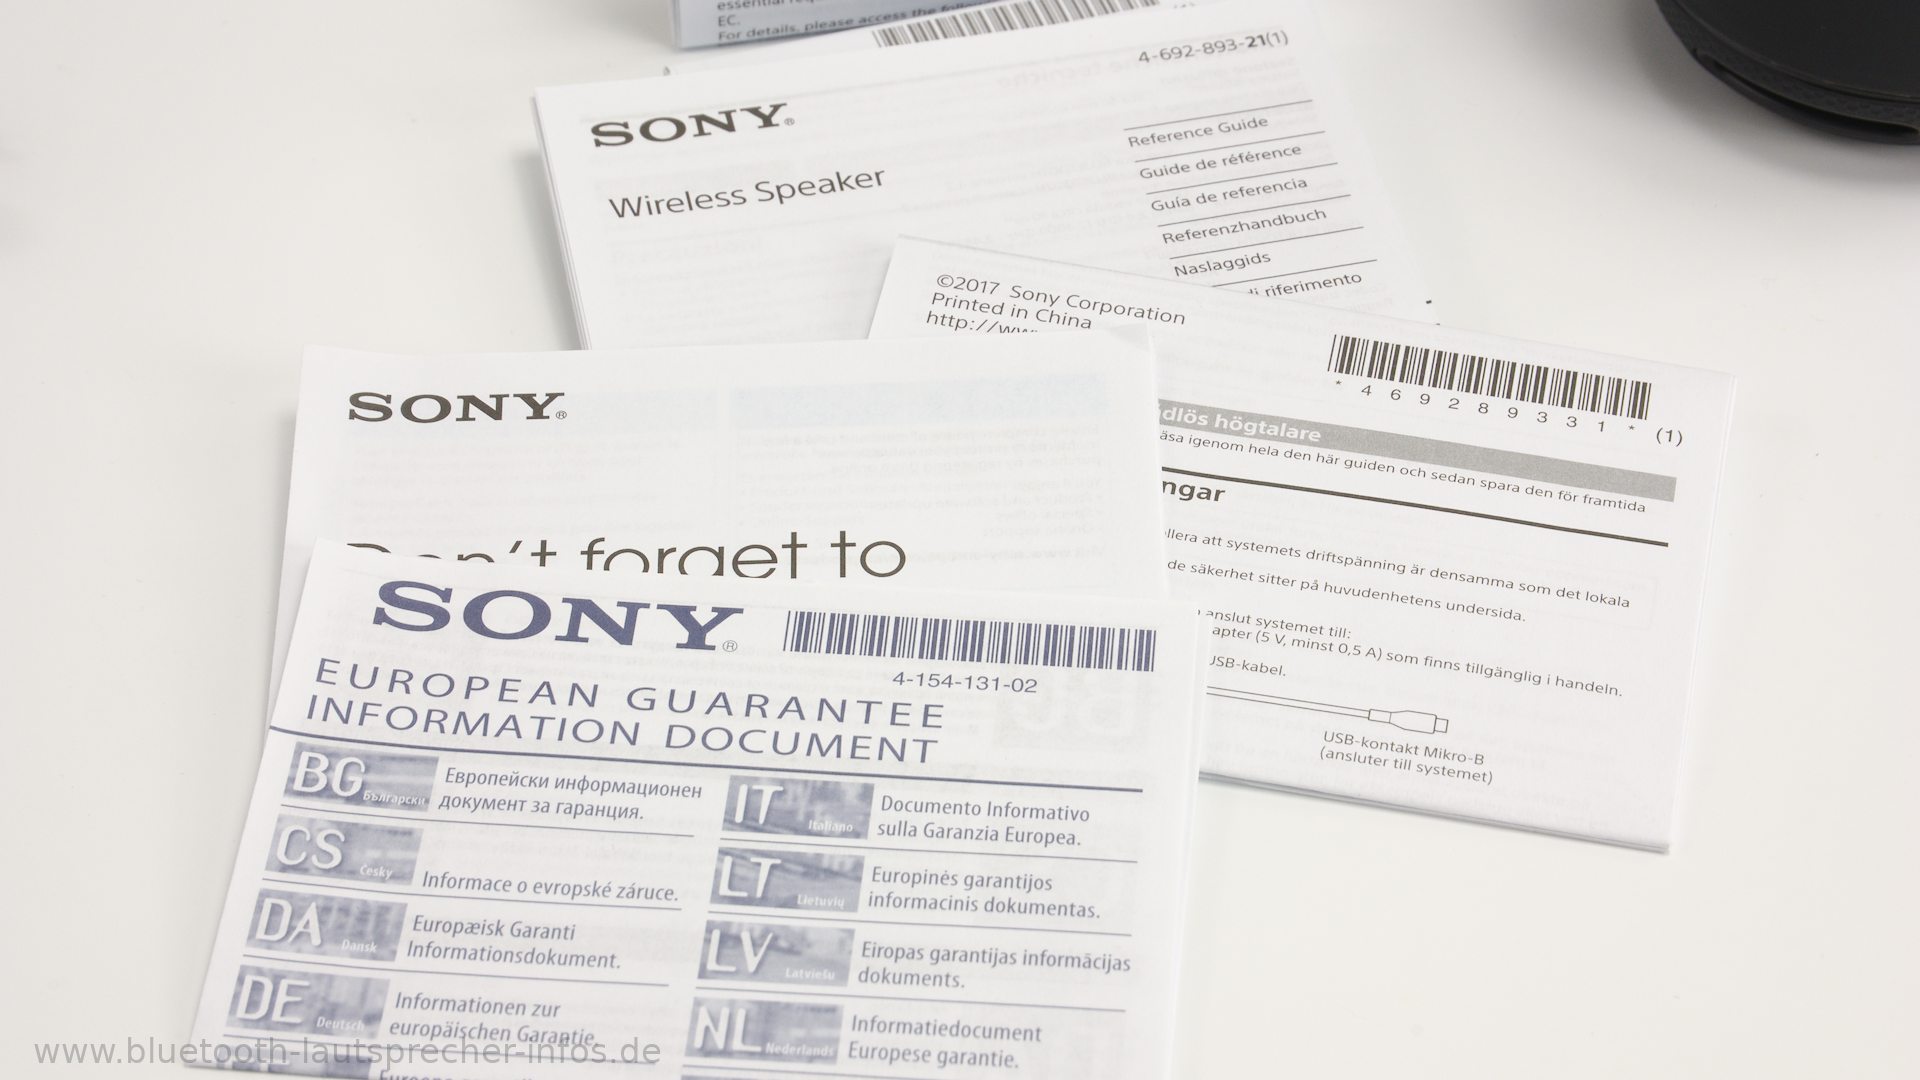 essential
EC.
For details, please access the
4-692-893-21(1)
SONY®
Wireless Speaker
Reference Guide
Guide de référence
Guía de referencia
Referenzhandbuch
Naslaggids
di riferimento
©2017 Sony Corporation
Printed in China
http://ww
*469289331* (1)
dlös högtalare
äsa igenom hela den här guiden och sedan spara den för framtida
ngar
llera att systemets driftspänning är densamma som det lokala
de säkerhet sitter på huvudenhetens undersida.
anslut systemet till:
apter (5 V, minst 0,5 A) som finns tillgänglig i handeln.
USB-kabel.
USB-kontakt Mikro-B
(ansluter till systemet)
SONY®
Don't forget to
SONY®
4-154-131-02
EUROPEAN GUARANTEE
INFORMATION DOCUMENT
BG Български
Европейски информационен
документ за гаранция.
CS Česky
Informace o evropské záruce.
DA Dansk
Europæisk Garanti
Informationsdokument.
DE Deutsch
Informationen zur
europäischen Garantie.
IT Italiano
Documento Informativo
sulla Garanzia Europea.
LT Lietuvių
Europinės garantijos
informacinis dokumentas.
LV Latviešu
Eiropas garantijas informācijas
dokuments.
NL Nederlands
Informatiedocument
Europese garantie.
www.bluetooth-lautsprecher-infos.de